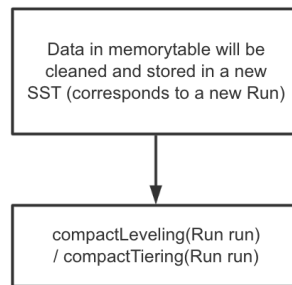 Data in memorytable will be
cleaned and stored in a new
SST (corresponds to a new Run)
compactLeveling(Run run)
/ compactTiering(Run run)